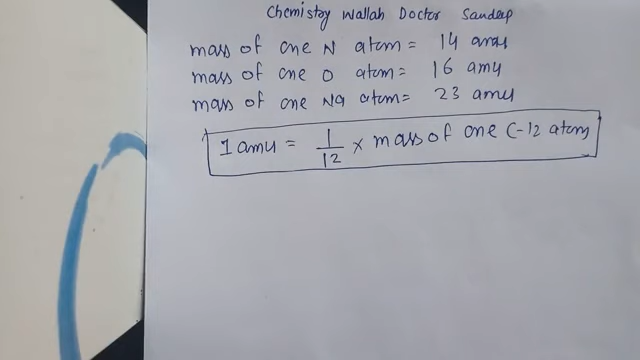 Chemistry Wallah Doctor Sandeep
mass of one N atom = 14 amu
mass of one O atom = 16 amu
mass of one Na atom = 23 amu
1 amu = 1/12 × mass of one C-12 atom